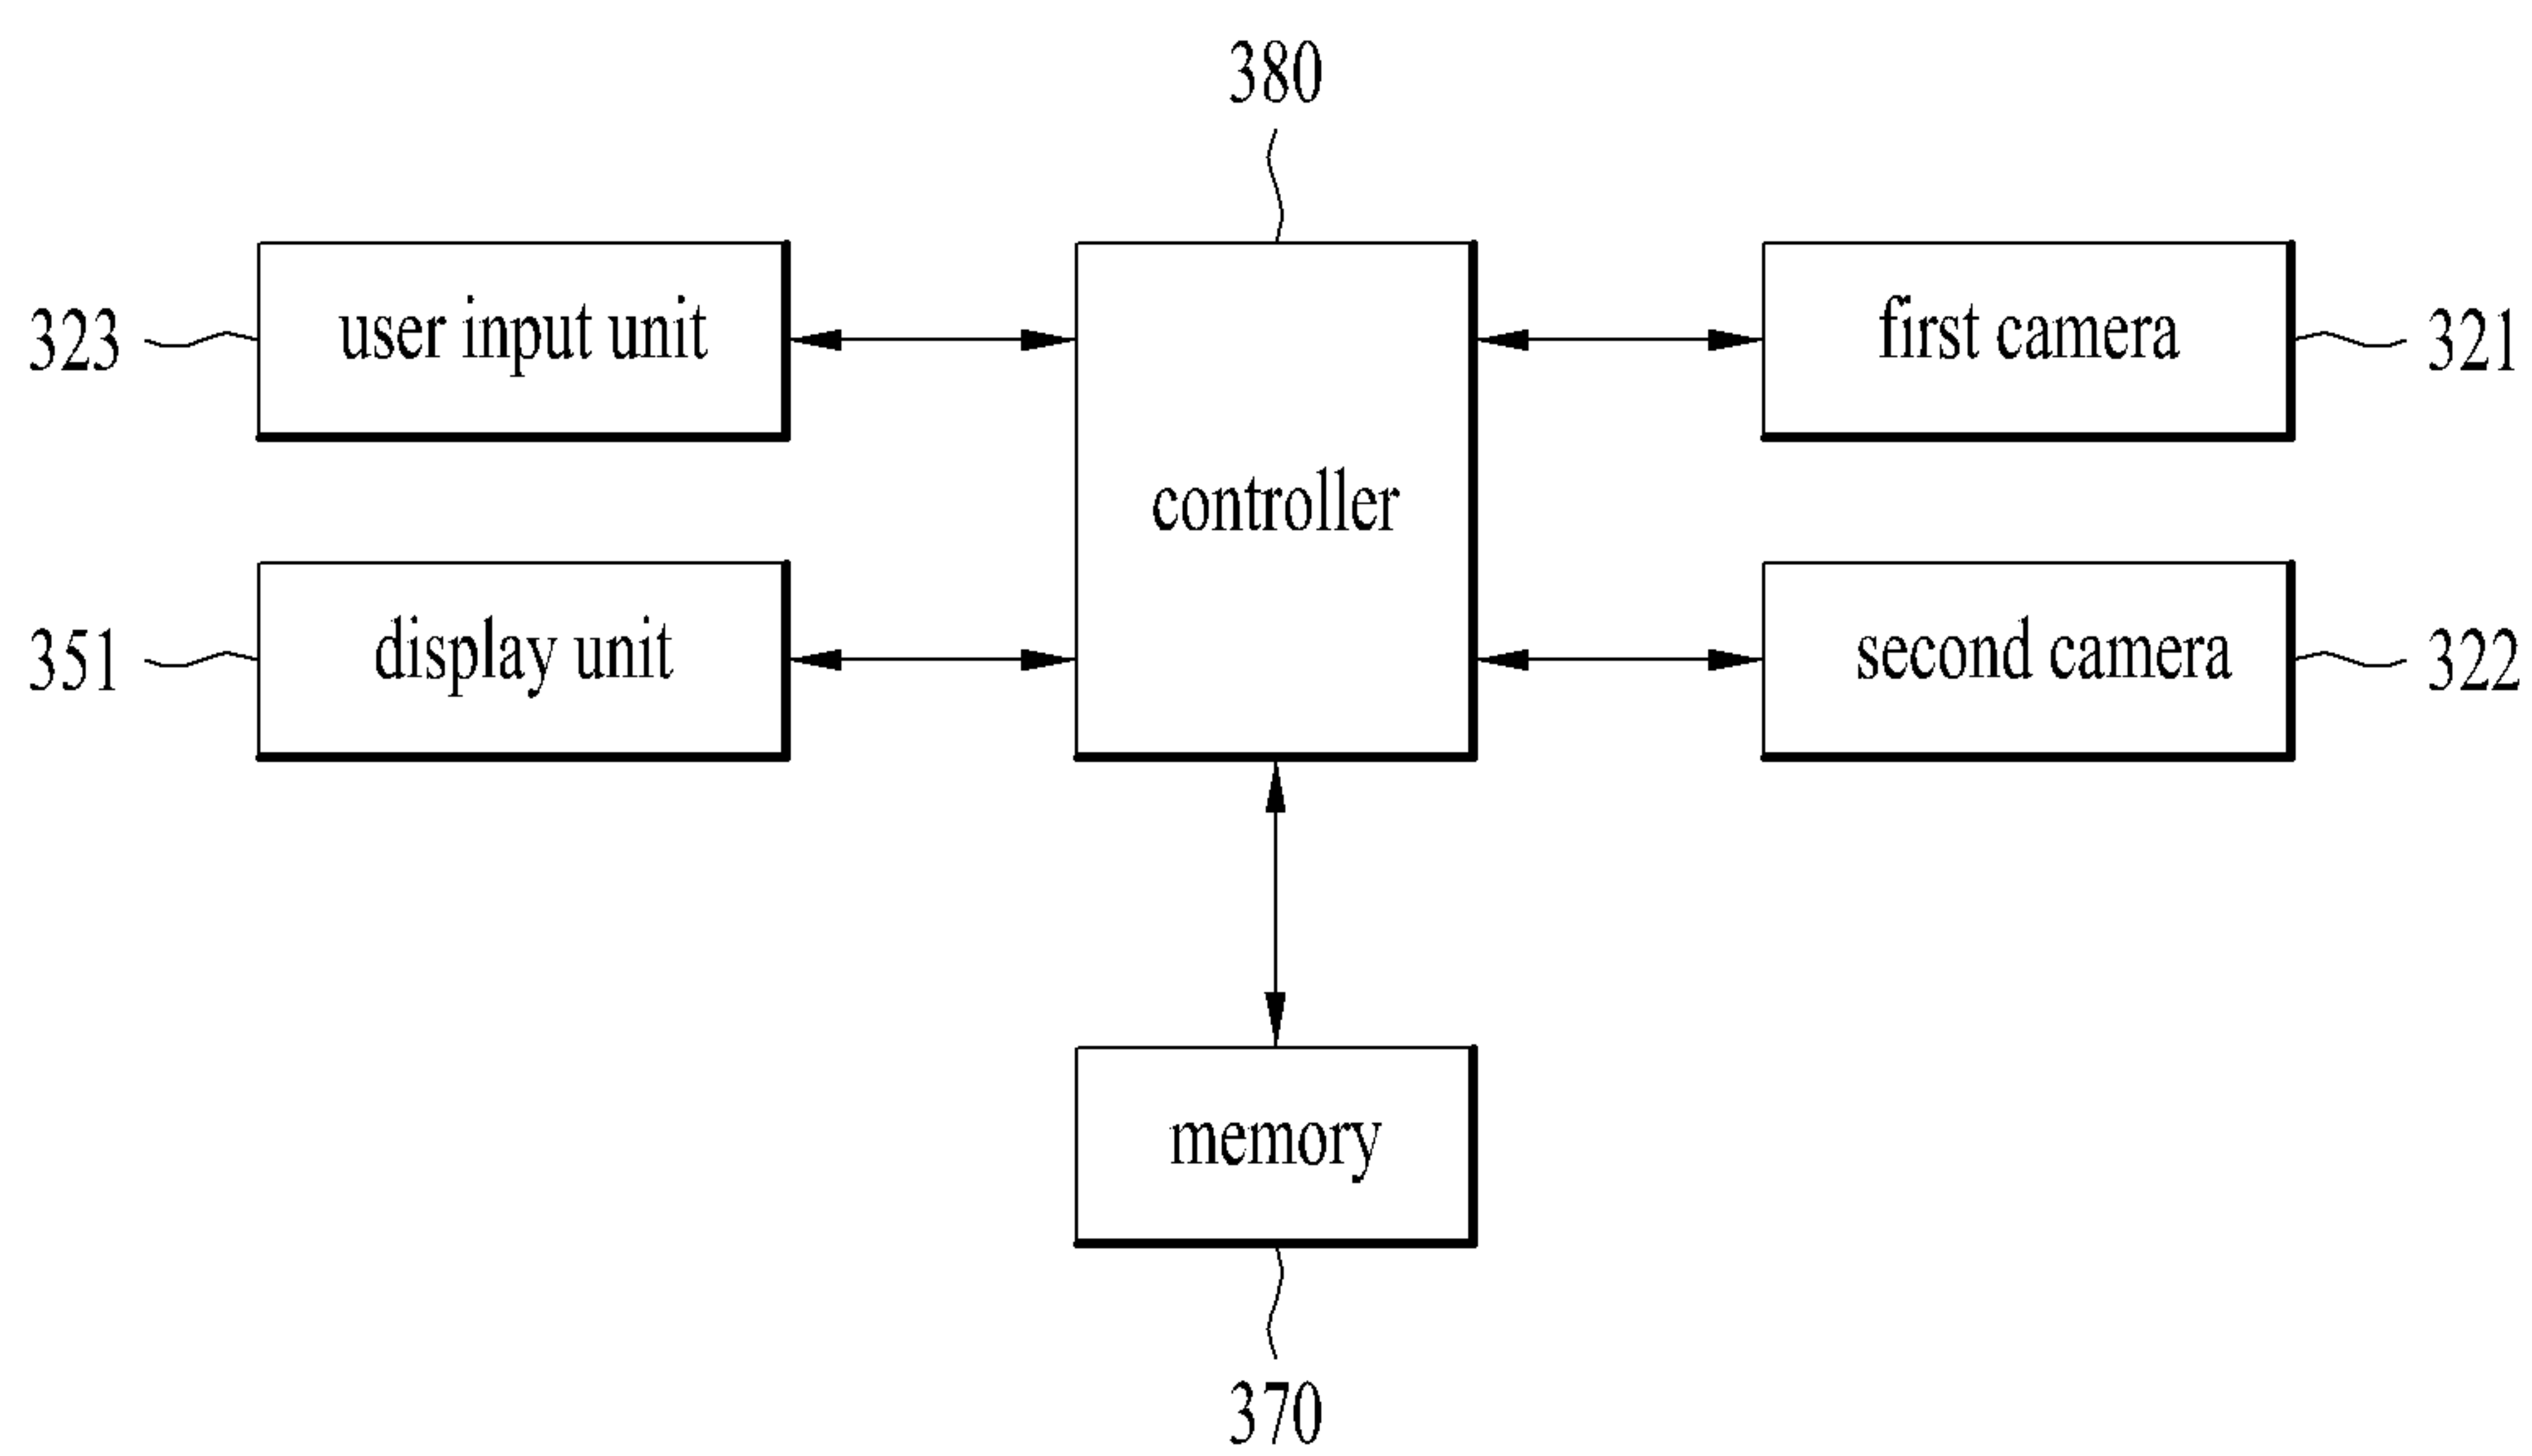 380
323
user input unit
first camera
321
controller
351
display unit
second camera
322
memory
370